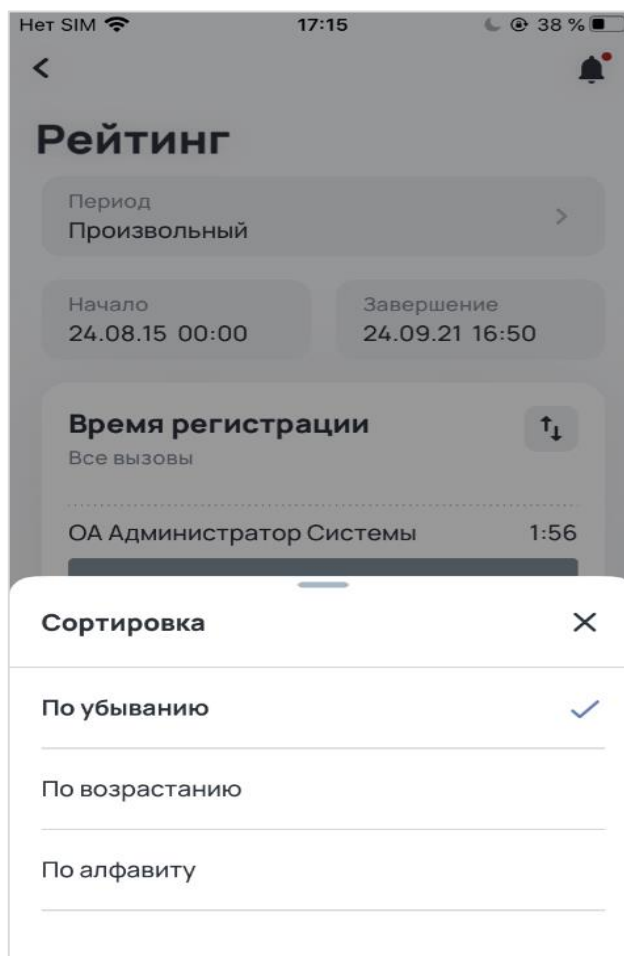 Нет SIM 17:15 38 %
Рейтинг
Период
Произвольный
Начало Завершение
24.08.15 00:00 24.09.21 16:50
Время регистрации
Все вызовы
ОА Администратор Системы 1:56
Сортировка
По убыванию
По возрастанию
По алфавиту